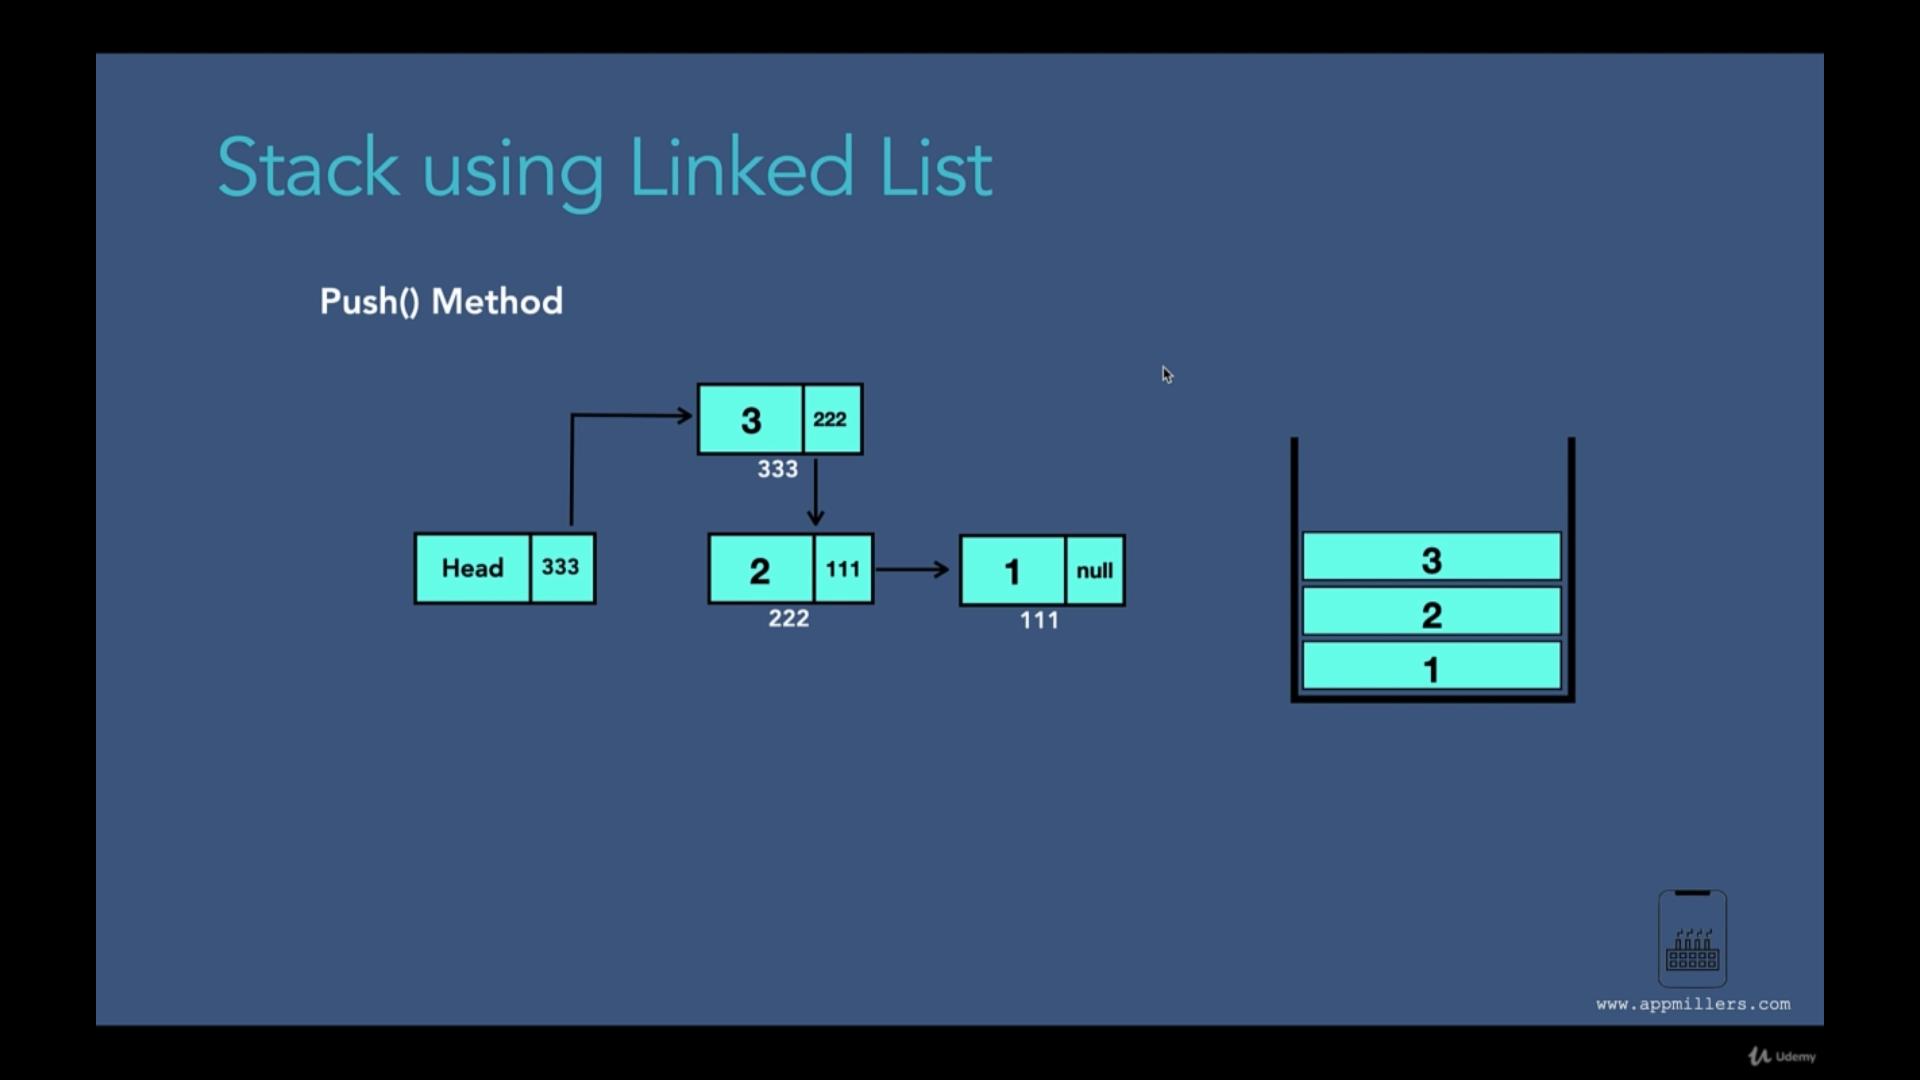 Stack using Linked List
Push() Method
3 222
333
Head 333
2 111
222
1 null
111
3
2
1
www.appmillers.com
Udemy